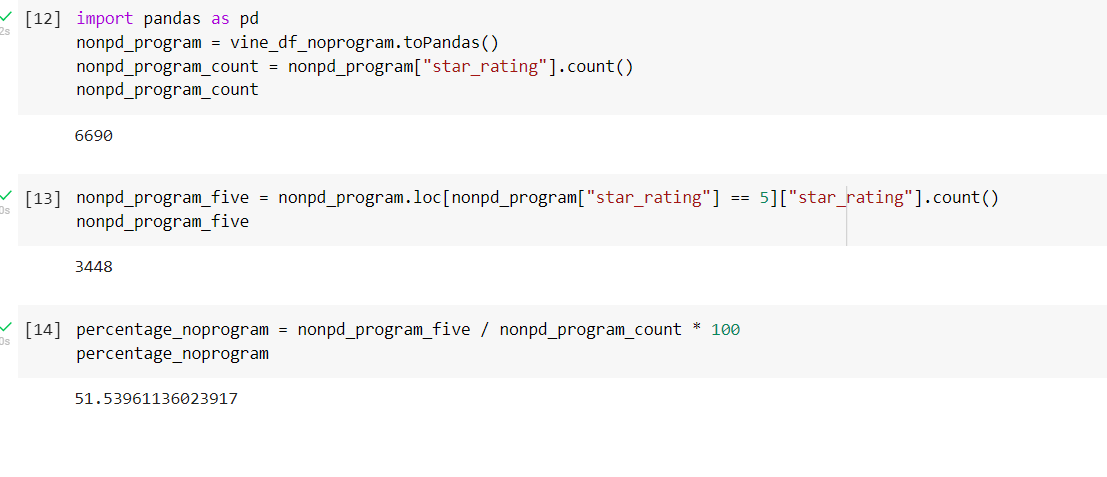 [12] import pandas as pd
2s
nonpd_program = vine_df_noprogram.toPandas()
nonpd_program_count = nonpd_program["star_rating"].count()
nonpd_program_count
6690
[13] nonpd_program_five = nonpd_program.loc[nonpd_program["star_rating"] == 5]["star_rating"].count()
0s
nonpd_program_five
3448
[14] percentage_noprogram = nonpd_program_five / nonpd_program_count * 100
0s
percentage_noprogram
51.53961136023917